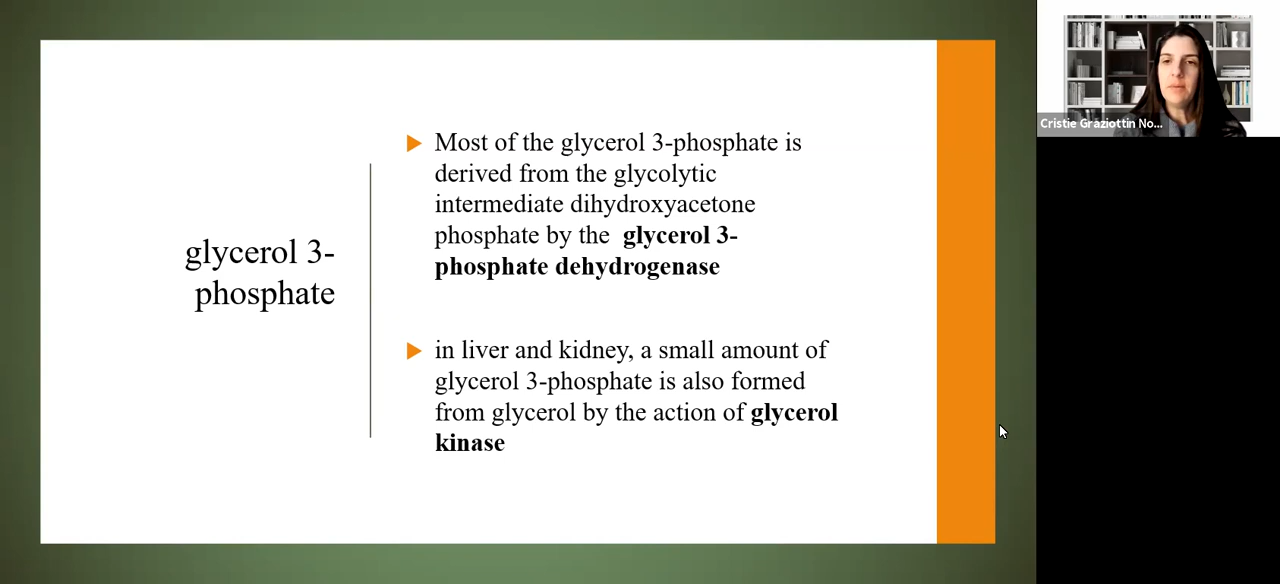 glycerol 3-
phosphate
Most of the glycerol 3-phosphate is
derived from the glycolytic
intermediate dihydroxyacetone
phosphate by the glycerol 3-
phosphate dehydrogenase
in liver and kidney, a small amount of
glycerol 3-phosphate is also formed
from glycerol by the action of glycerol
kinase
Cristie Graziottin No...